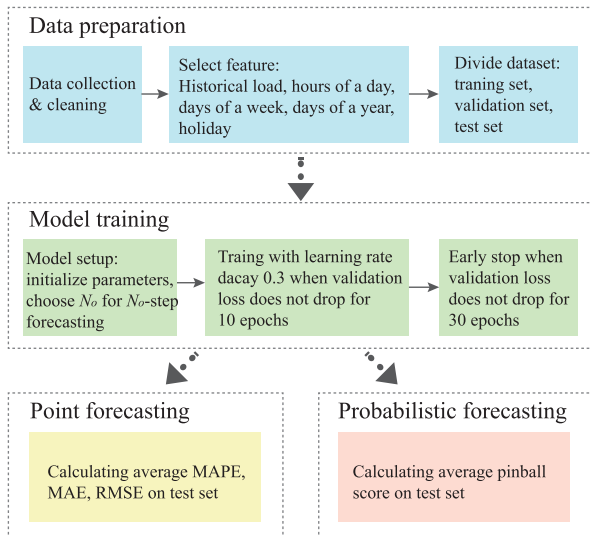 Data preparation
Data collection
& cleaning
Select feature:
Historical load, hours of a day,
days of a week, days of a year,
holiday
Divide dataset:
traning set,
validation set,
test set
Model training
Model setup:
initialize parameters,
choose No for No-step
forecasting
Traing with learning rate
dacay 0.3 when validation
loss does not drop for
10 epochs
Early stop when
validation loss
does not drop for
30 epochs
Point forecasting
Calculating average MAPE,
MAE, RMSE on test set
Probabilistic forecasting
Calculating average pinball
score on test set